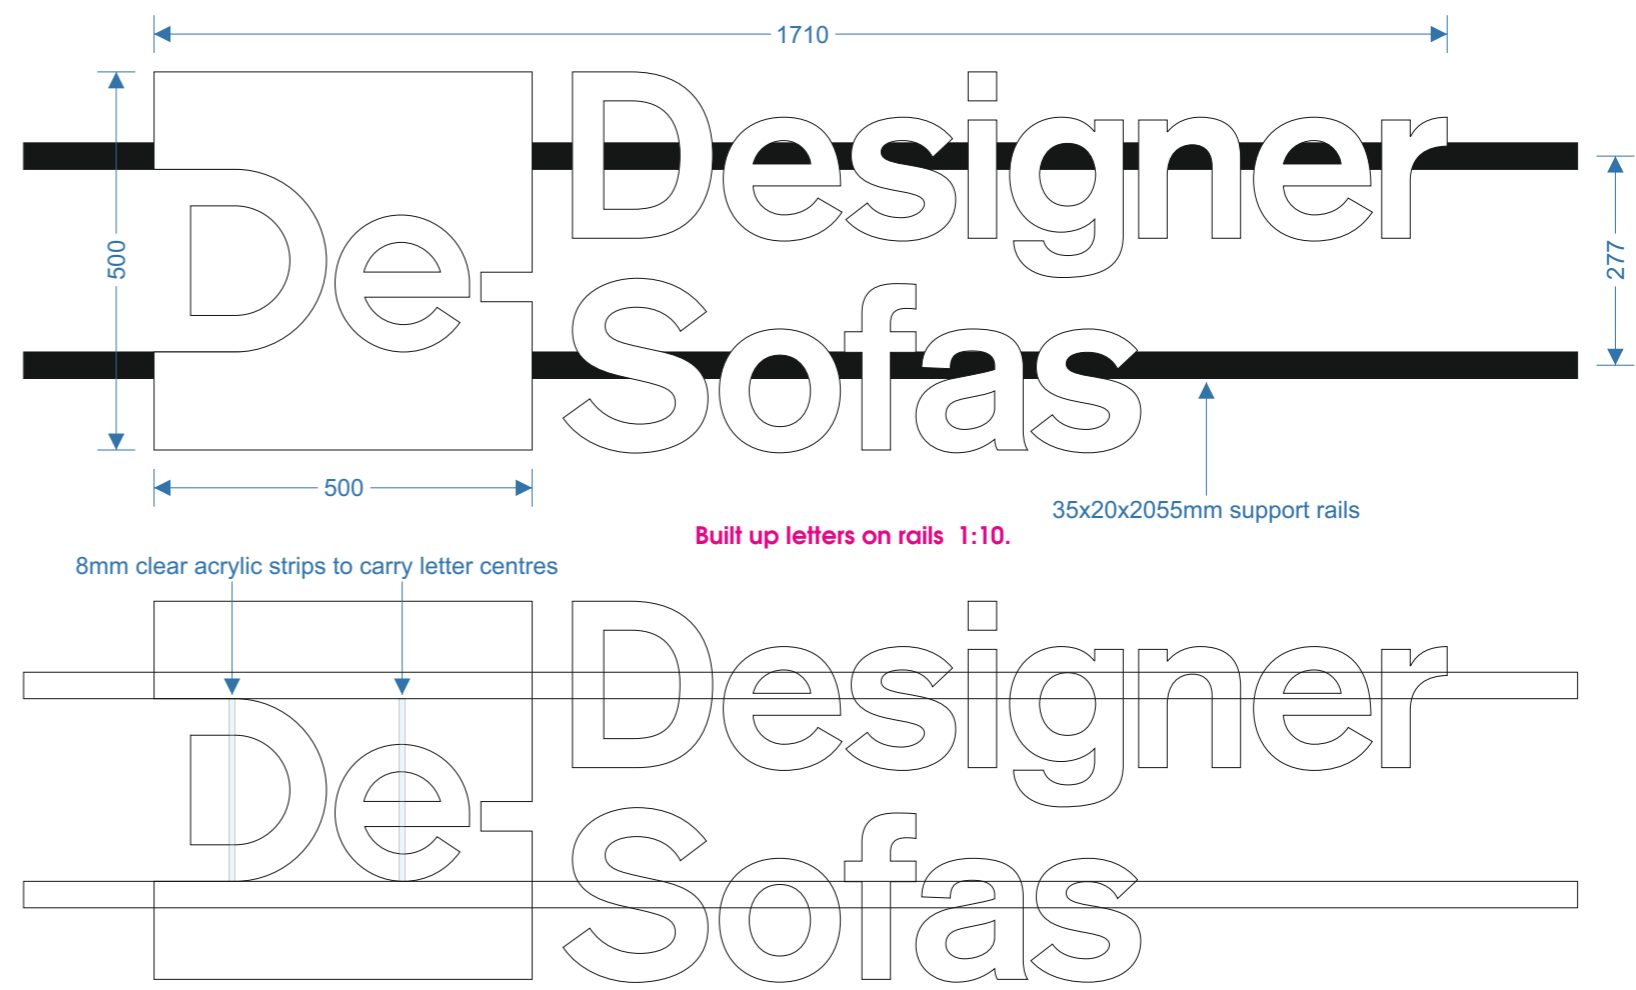 1710
Designer
500
De-
277
Sofas
500
35x20x2055mm support rails
Built up letters on rails 1:10.
8mm clear acrylic strips to carry letter centres
Designer
De-
Sofas